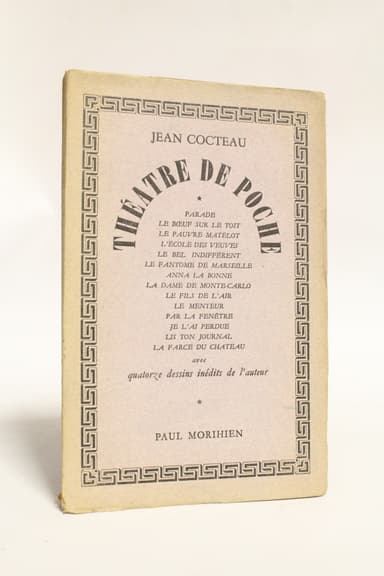 JEAN COCTEAU
THÉATRE DE POCHE
*
PARADE
LE BŒUF SUR LE TOIT
LE PAUVRE MATELOT
L'ÉCOLE DES VEUVES
LE BEL INDIFFÉRENT
LE FANTOME DE MARSEILLE
ANNA LA BONNE
LA DAME DE MONTE-CARLO
LE FILS DE L'AIR
LE MENTEUR
PAR LA FENÊTRE
JE L'AI PERDUE
LIS TON JOURNAL
LA FARCE DU CHATEAU
avec
quatorze dessins inédits de l'auteur
*
PAUL MORIHIEN